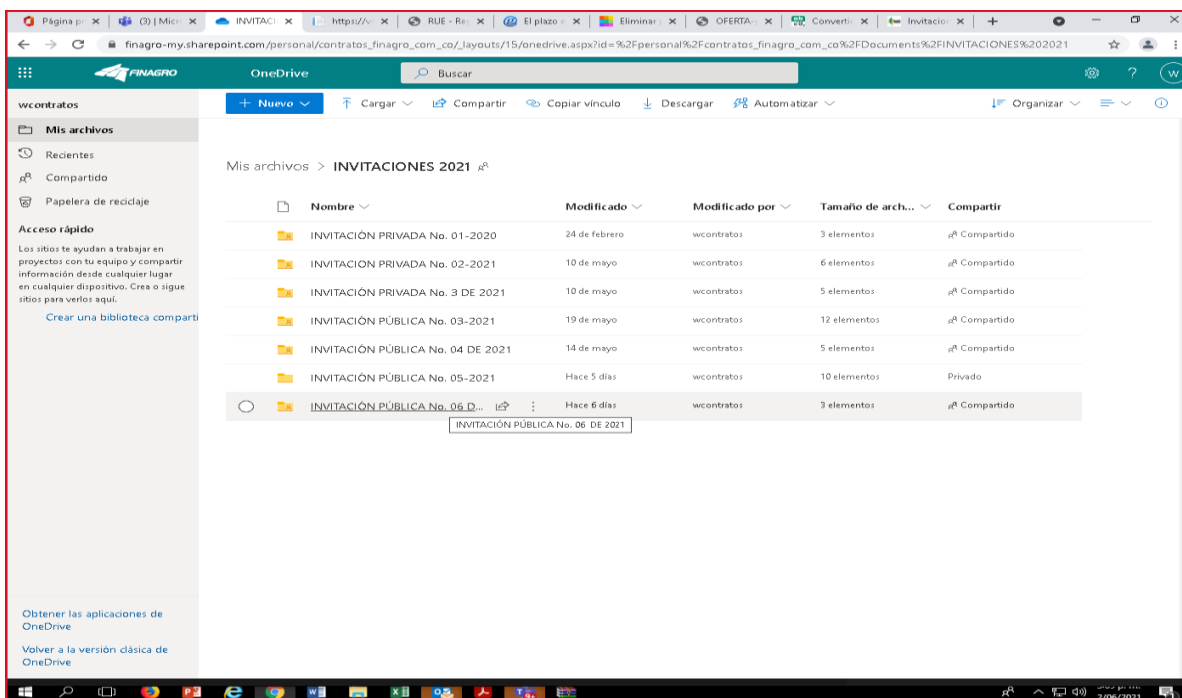 Página pr
(3) | Micr
INVITACI
https://v
RUE - Reg
El plazo
Eliminar
OFERTA-
Converti
Invitacion
finagro-my.sharepoint.com/personal/contratos_finagro_com_co/_layouts/15/onedrive.aspx?id=%2Fpersonal%2Fcontratos_finagro_com_co%2FDocuments%2FINVITACIONES%202021
FINAGRO
OneDrive
Buscar
?
W
wcontratos
+ Nuevo
Cargar
Compartir
Copiar vínculo
Descargar
Automatizar
Organizar
Mis archivos
Recientes
Compartido
Papelera de reciclaje
Acceso rápido
Los sitios te ayudan a trabajar en
proyectos con tu equipo y compartir
información desde cualquier lugar
en cualquier dispositivo. Crea o sigue
sitios para verlos aquí.
Crear una biblioteca comparti
Obtener las aplicaciones de
OneDrive
Volver a la versión clásica de
OneDrive
Mis archivos > INVITACIONES 2021
Nombre Modificado Modificado por Tamaño de arch... Compartir
INVITACIÓN PRIVADA No. 01-2020 24 de febrero wcontratos 3 elementos Compartido
INVITACION PRIVADA No. 02-2021 10 de mayo wcontratos 6 elementos Compartido
INVITACIÓN PRIVADA No. 3 DE 2021 10 de mayo wcontratos 5 elementos Compartido
INVITACIÓN PÚBLICA No. 03-2021 19 de mayo wcontratos 12 elementos Compartido
INVITACIÓN PÚBLICA No. 04 DE 2021 14 de mayo wcontratos 5 elementos Compartido
INVITACIÓN PÚBLICA No. 05-2021 Hace 5 días wcontratos 10 elementos Privado
INVITACIÓN PÚBLICA No. 06 D... Hace 6 días wcontratos 3 elementos Compartido
INVITACIÓN PÚBLICA No. 06 DE 2021